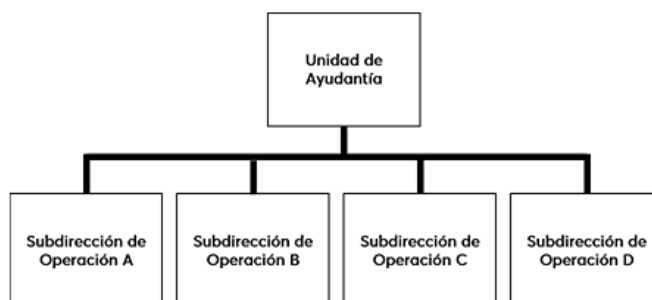 Unidad de
Ayudantía
Subdirección de
Operación A
Subdirección de
Operación B
Subdirección de
Operación C
Subdirección de
Operación D